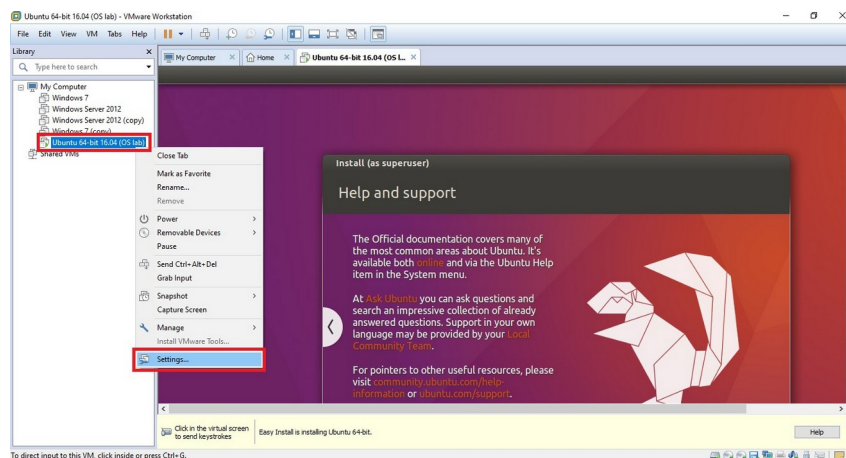 Ubuntu 64-bit 16.04 (OS lab) - VMware Workstation
File Edit View VM Tabs Help
Library
Type here to search
My Computer
Windows 7
Windows Server 2012
Windows Server 2012 (copy)
Windows 7 (copy)
Ubuntu 64-bit 16.04 (OS lab)
Shared VMs
My Computer
Home
Ubuntu 64-bit 16.04 (OS l...
Close Tab
Mark as Favorite
Rename...
Remove
Power
Removable Devices
Pause
Send Ctrl+Alt+Del
Grab Input
Snapshot
Capture Screen
Manage
Install VMware Tools...
Settings...
Install (as superuser)
Help and support
The Official documentation covers many of
the most common areas about Ubuntu. It's
available both online and via the Ubuntu Help
item in the System menu.
At Ask Ubuntu you can ask questions and
search an impressive collection of already
answered questions. Support in your own
language may be provided by your Local
Community Team.
For pointers to other useful resources, please
visit community.ubuntu.com/help-
information or ubuntu.com/support.
Click in the virtual screen
to send keystrokes
Easy Install is installing Ubuntu 64-bit.
Help
To direct input to this VM, click inside or press Ctrl+G.